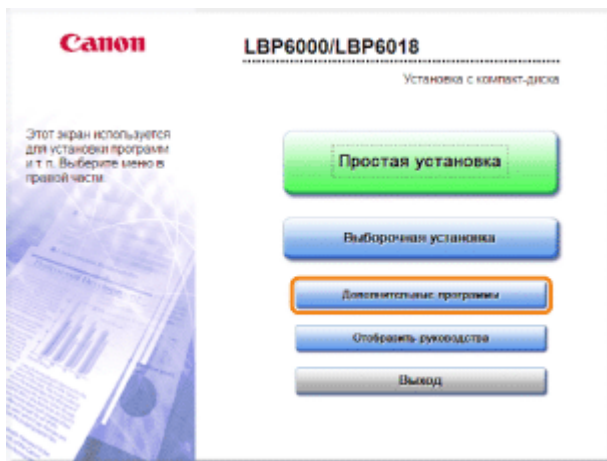 Canon
LBP6000/LBP6018
Установка с компакт-диска
Этот экран используется
для установки программ
и т п. Выберите меню в
правой части.
Простая установка
Выборочная установка
Дополнительные программы
Отобразить руководства
Выход